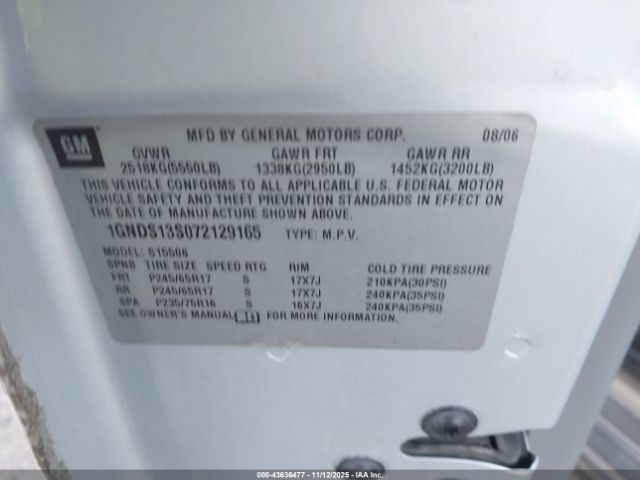 GM
MFD BY GENERAL MOTORS CORP. 08/06
GVWR GAWR FRT GAWR RR
2518KG(5550LB) 1338KG(2950LB) 1452KG(3200LB)
THIS VEHICLE CONFORMS TO ALL APPLICABLE U.S. FEDERAL MOTOR
VEHICLE SAFETY AND THEFT PREVENTION STANDARDS IN EFFECT ON
THE DATE OF MANUFACTURE SHOWN ABOVE.
1GNDS13S072129165 TYPE: M.P.V.
MODEL: S15506
SPNS TIRE SIZE SPEED RTG RIM COLD TIRE PRESSURE
FRT P245/65R17 S 17X7J 210KPA(30PSI)
RR P245/65R17 S 17X7J 240KPA(35PSI)
SPA P235/75R16 S 16X7J 240KPA(35PSI)
SEE OWNER'S MANUAL FOR MORE INFORMATION.
© IAA - 43636477 - 11/12/2025 - IAAI.COM